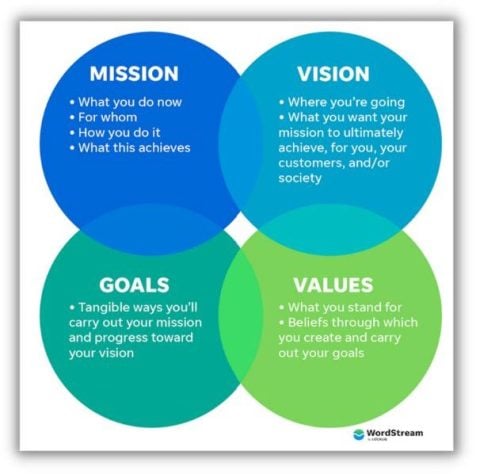 MISSION
• What you do now
• For whom
• How you do it
• What this achieves
VISION
• Where you're going
• What you want your
mission to ultimately
achieve, for you, your
customers, and/or
society
GOALS
• Tangible ways you'll
carry out your mission
and progress toward
your vision
VALUES
• What you stand for
• Beliefs through which
you create and carry
out your goals
WordStream
by LOCALiQ